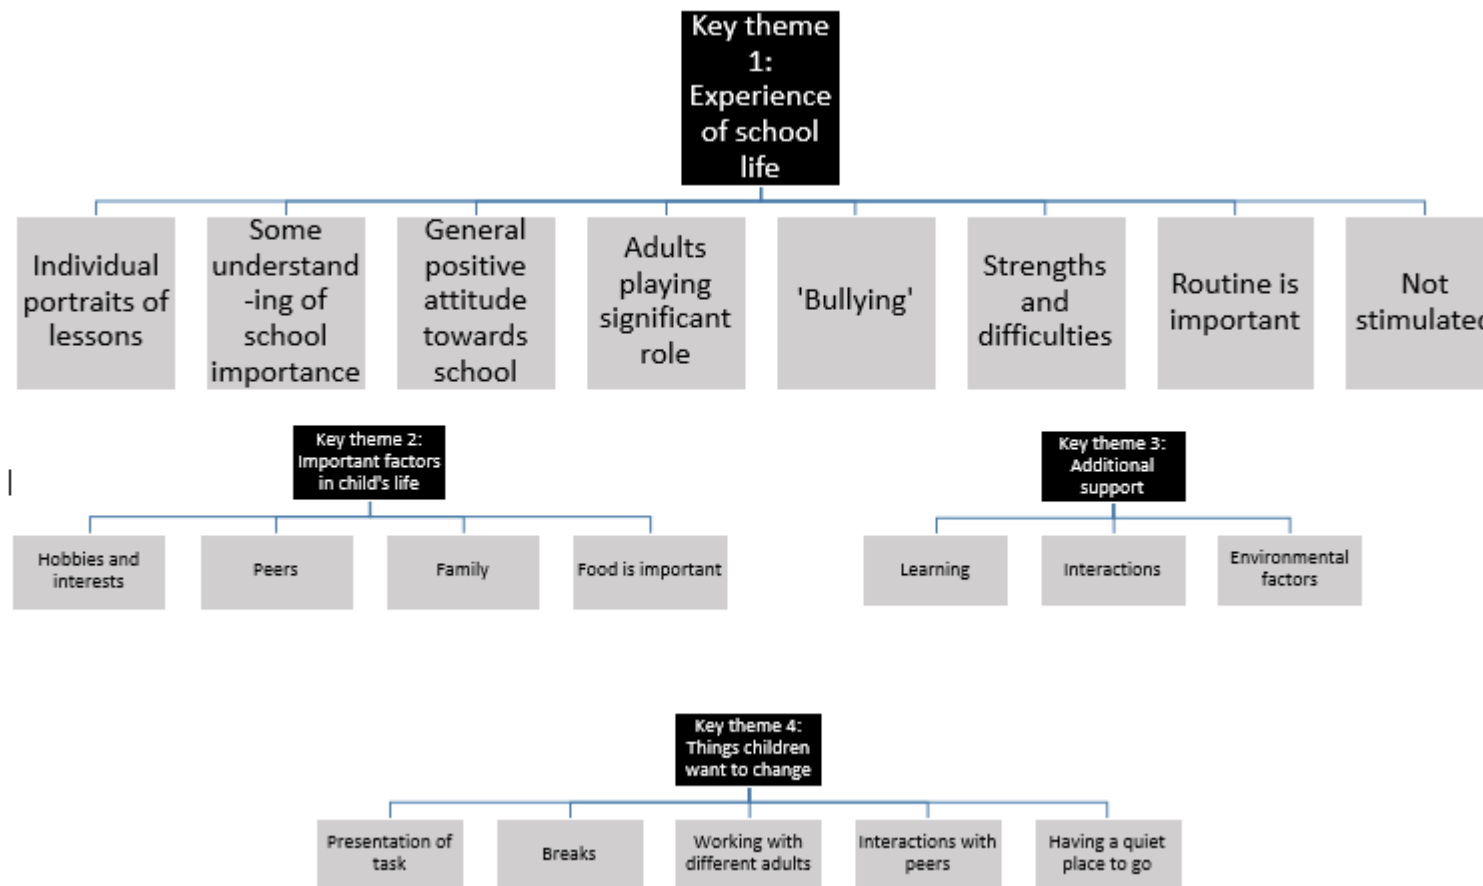 Key theme
1:
Experience
of school
life
Individual
portraits of
lessons
Some
understand
-ing of
school
importance
General
positive
attitude
towards
school
Adults
playing
significant
role
'Bullying'
Strengths
and
difficulties
Routine is
important
Not
stimulated
Key theme 2:
Important factors
in child's life
Hobbies and
interests
Peers
Family
Food is important
Key theme 3:
Additional
support
Learning
Interactions
Environmental
factors
Key theme 4:
Things children
want to change
Presentation of
task
Breaks
Working with
different adults
Interactions with
peers
Having a quiet
place to go